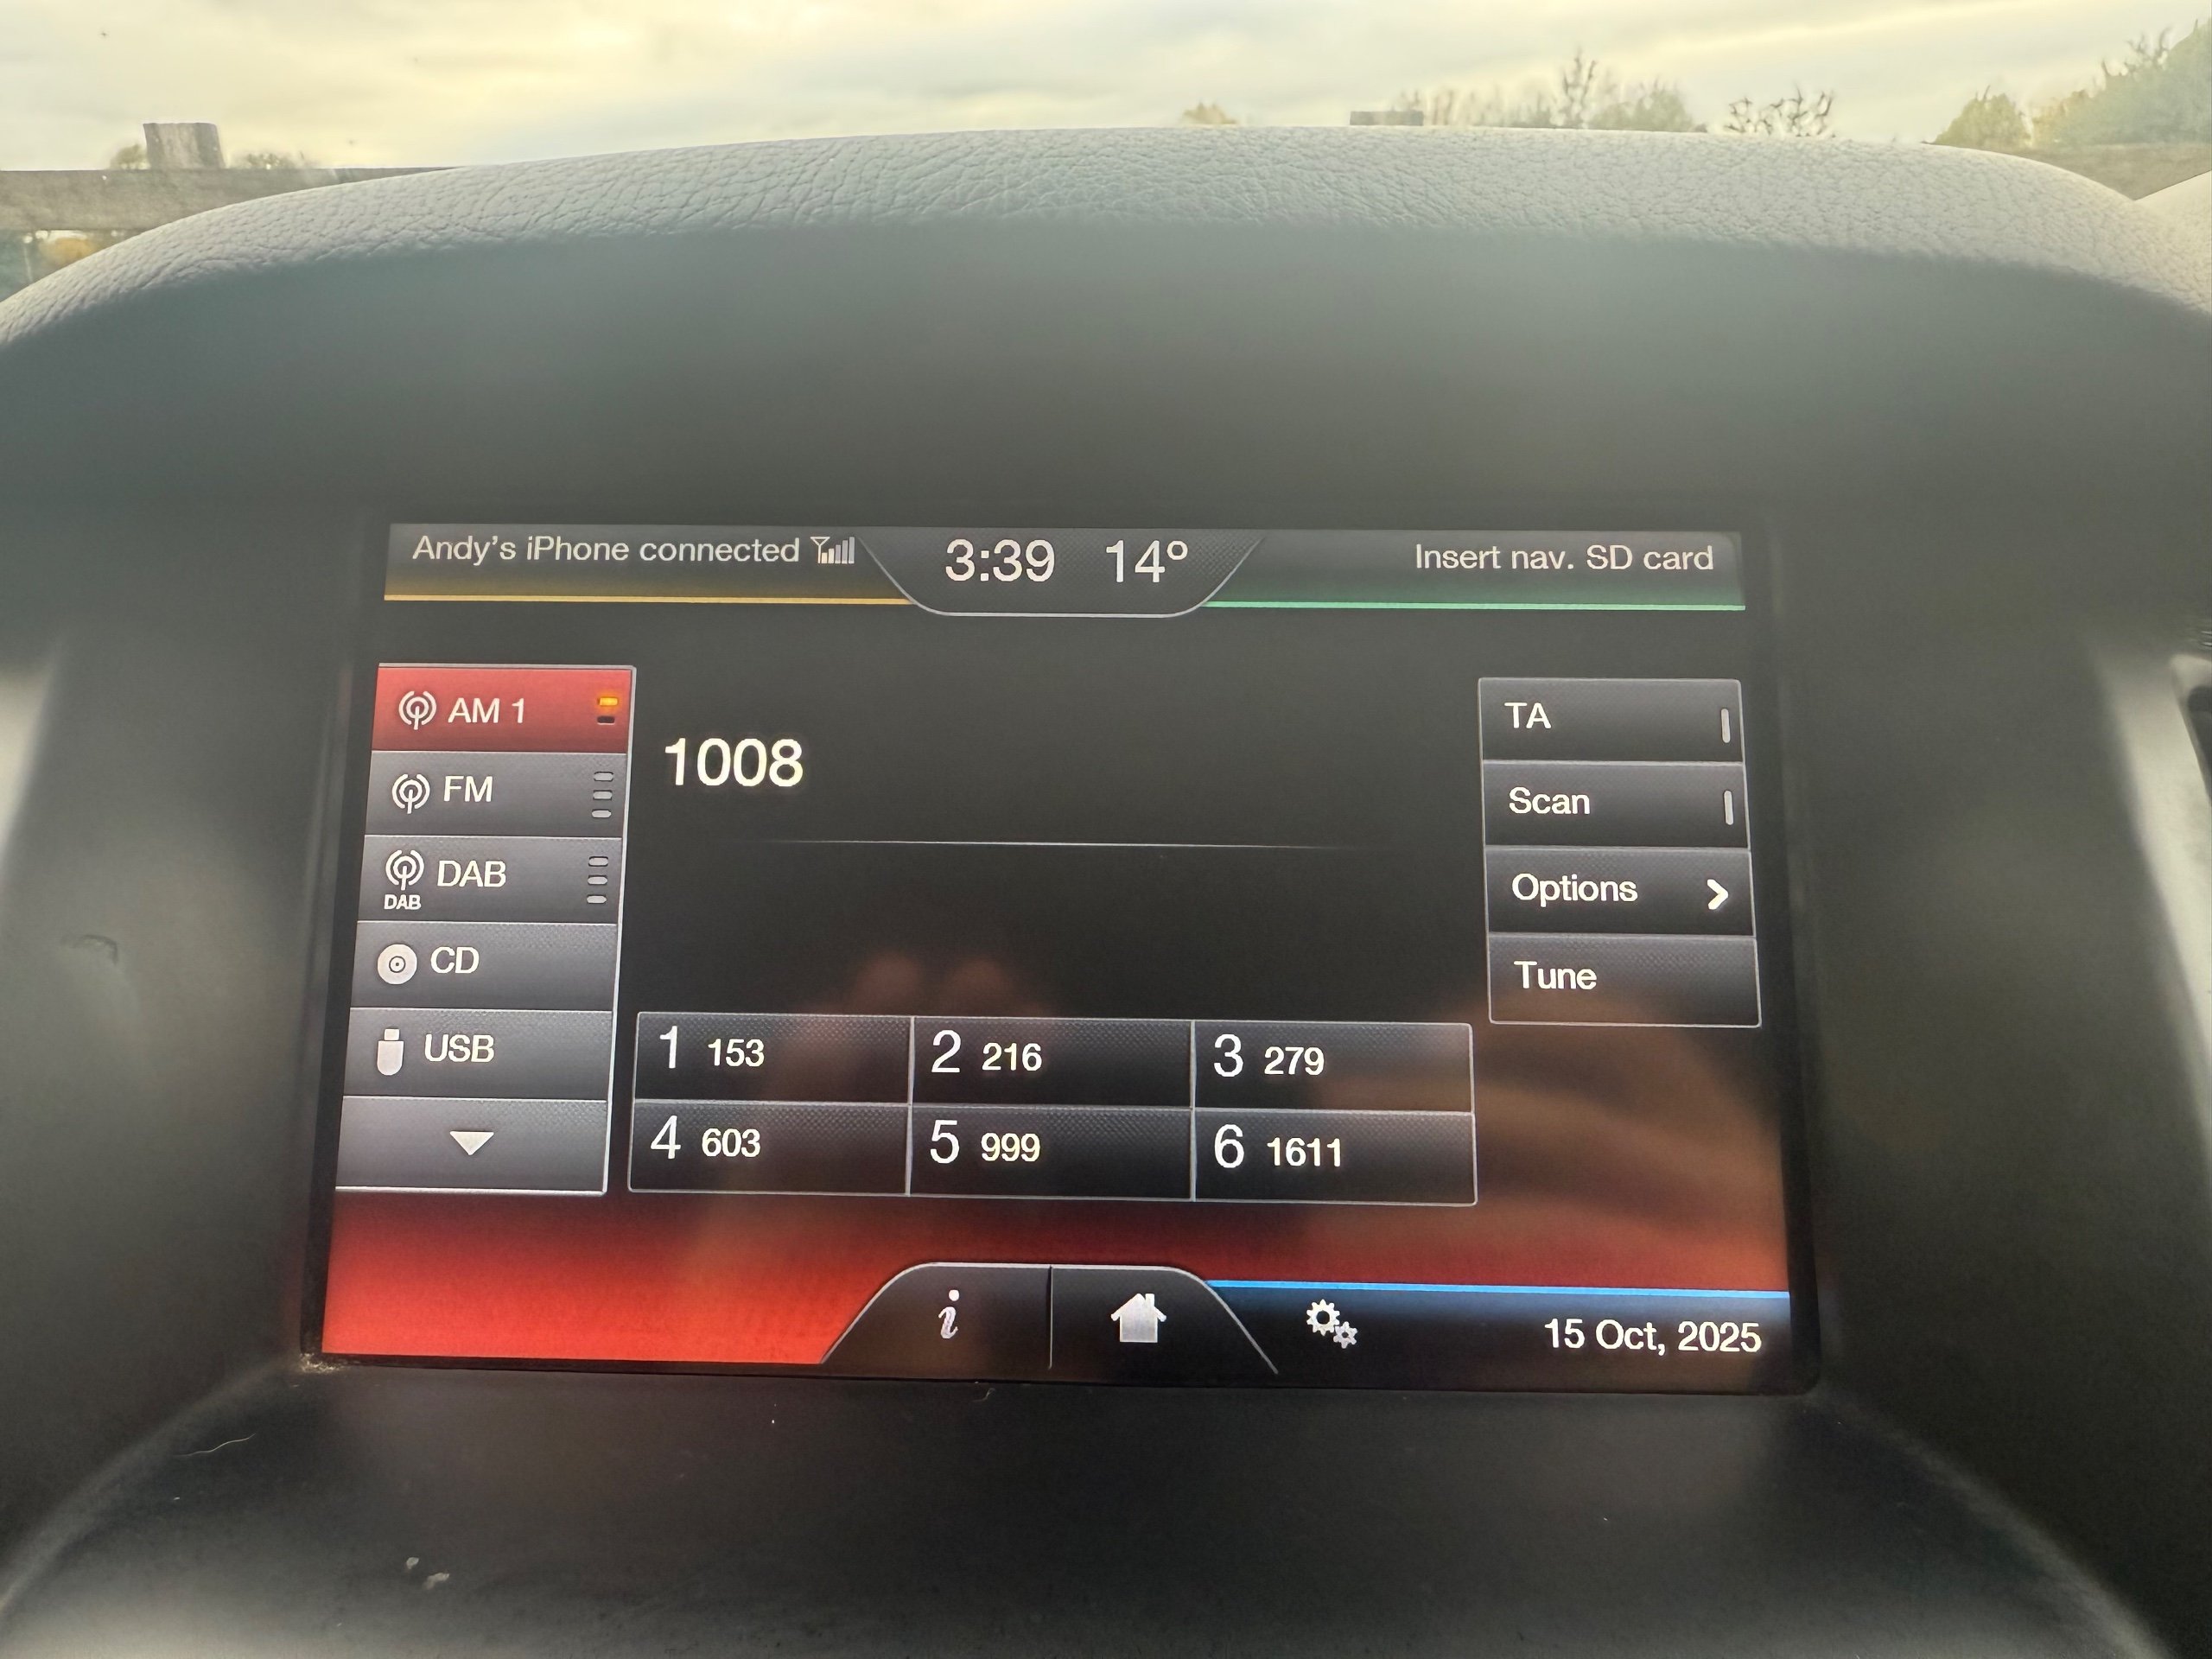 Andy's iPhone connected
3:39 14°
Insert nav. SD card
AM 1
FM
DAB
DAB
CD
USB
1008
TA
Scan
Options
Tune
1 153 2 216 3 279
4 603 5 999 6 1611
i
15 Oct, 2025